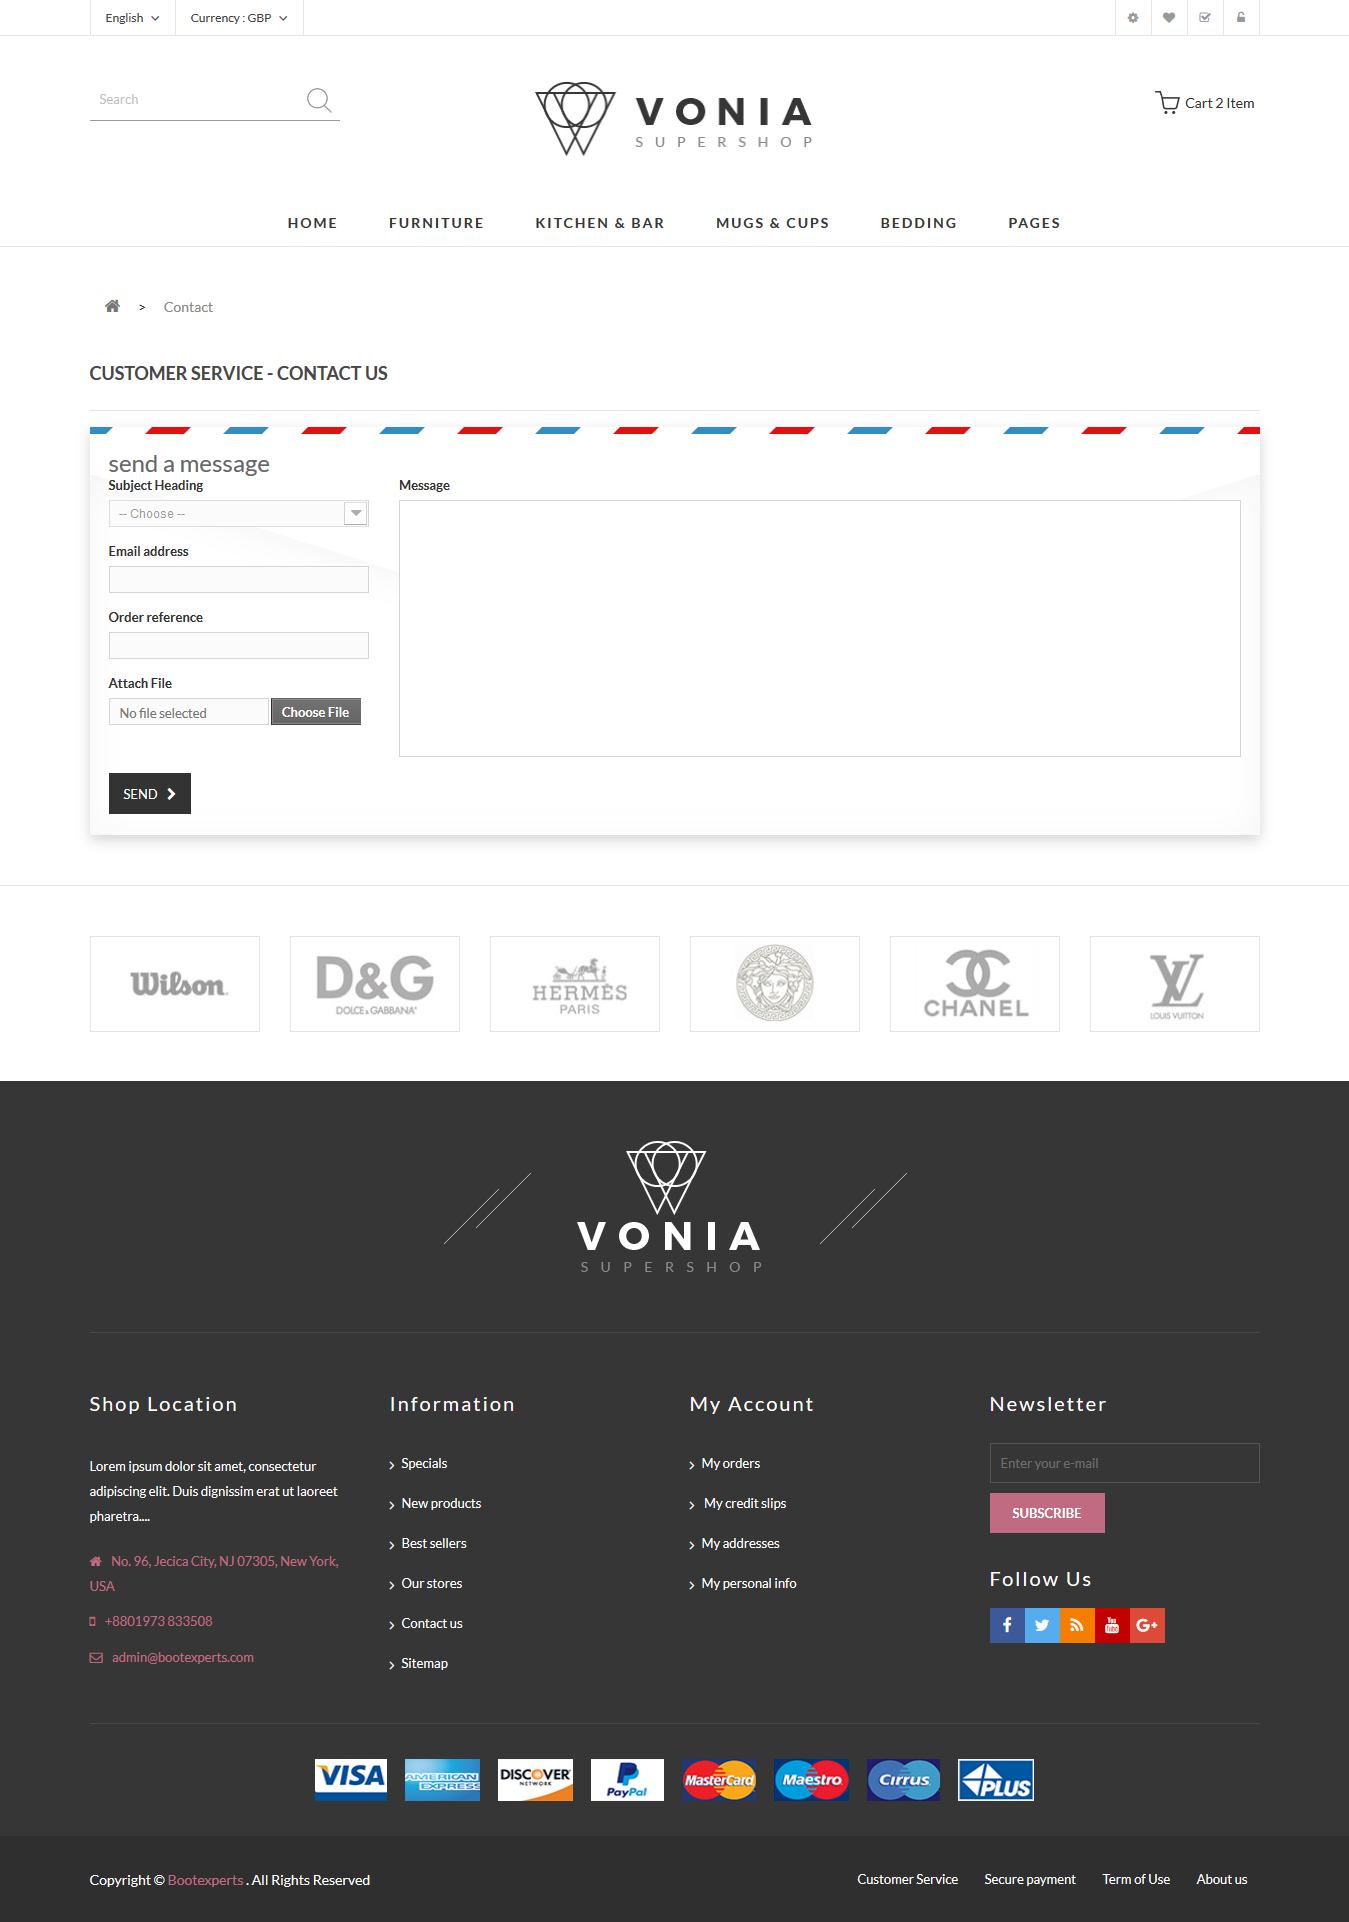 English
Currency : GBP
Search
VONIA
SUPERSHOP
Cart 2 Item
HOME
FURNITURE
KITCHEN & BAR
MUGS & CUPS
BEDDING
PAGES
> Contact
CUSTOMER SERVICE - CONTACT US
send a message
Subject Heading
-- Choose --
Email address
Order reference
Attach File
No file selected
Choose File
Message
SEND
Wilson
D&G
DOLCE & GABBANA
HERMÈS
PARIS
CHANEL
LV
LOUIS VUITTON
VONIA
SUPERSHOP
Shop Location
Lorem ipsum dolor sit amet, consectetur
adipiscing elit. Duis dignissim erat ut laoreet
pharetra....
No. 96, Jecica City, NJ 07305, New York,
USA
+8801973 833508
admin@bootexperts.com
Information
Specials
New products
Best sellers
Our stores
Contact us
Sitemap
My Account
My orders
My credit slips
My addresses
My personal info
Newsletter
Enter your e-mail
SUBSCRIBE
Follow Us
You
Tube
G+
VISA
AMERICAN
EXPRESS
DISCOVER
NETWORK
PayPal
MasterCard
Maestro
Cirrus
PLUS
Copyright © Bootexperts . All Rights Reserved
Customer Service
Secure payment
Term of Use
About us